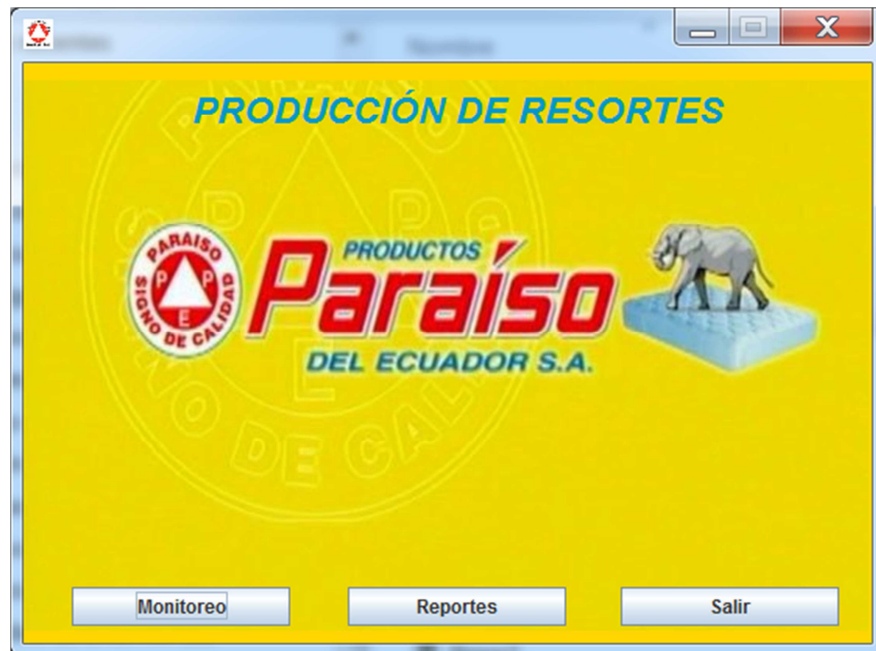 PRODUCCIÓN DE RESORTES
PARAISO
P P
E
SIGNO DE CALIDAD
PRODUCTOS
Paraíso
DEL ECUADOR S.A.
Monitoreo
Reportes
Salir